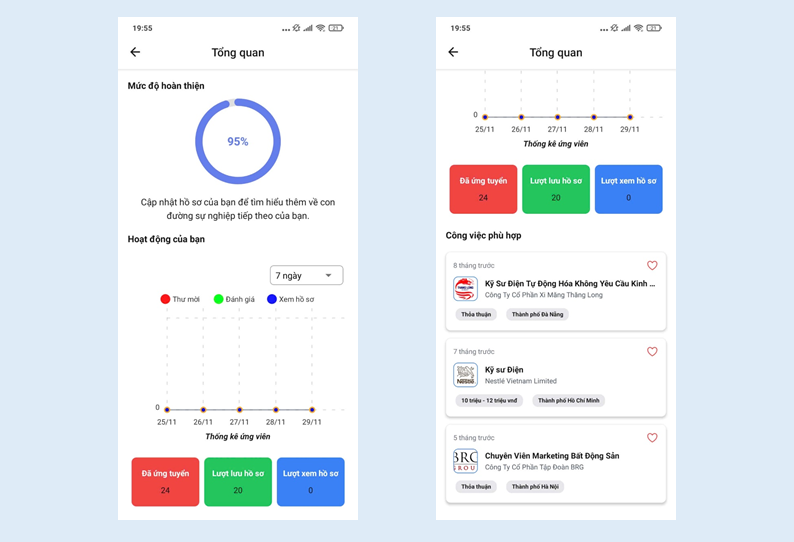 19:55
21
Tổng quan
Mức độ hoàn thiện
95%
Cập nhật hồ sơ của bạn để tìm hiểu thêm về con
đường sự nghiệp tiếp theo của bạn.
Hoạt động của bạn
7 ngày
Thư mời
Đánh giá
Xem hồ sơ
0
25/11
26/11
27/11
28/11
29/11
Thống kê ứng viên
Đã ứng tuyển
24
Lượt lưu hồ sơ
20
Lượt xem hồ sơ
0
19:55
21
Tổng quan
0
25/11
26/11
27/11
28/11
29/11
Thống kê ứng viên
Đã ứng tuyển
24
Lượt lưu hồ sơ
20
Lượt xem hồ sơ
0
Công việc phù hợp
8 tháng trước
Kỹ Sư Điện Tự Động Hóa Không Yêu Cầu Kinh ...
Công Ty Cổ Phần Xi Măng Thăng Long
Thỏa thuận
Thành phố Đà Nẵng
7 tháng trước
Nestlé
Kỹ sư Điện
Nestlé Vietnam Limited
10 triệu - 12 triệu vnđ
Thành phố Hồ Chí Minh
5 tháng trước
BRG
ROU
Chuyên Viên Marketing Bất Động Sản
Công Ty Cổ Phần Tập Đoàn BRG
Thỏa thuận
Thành phố Hà Nội